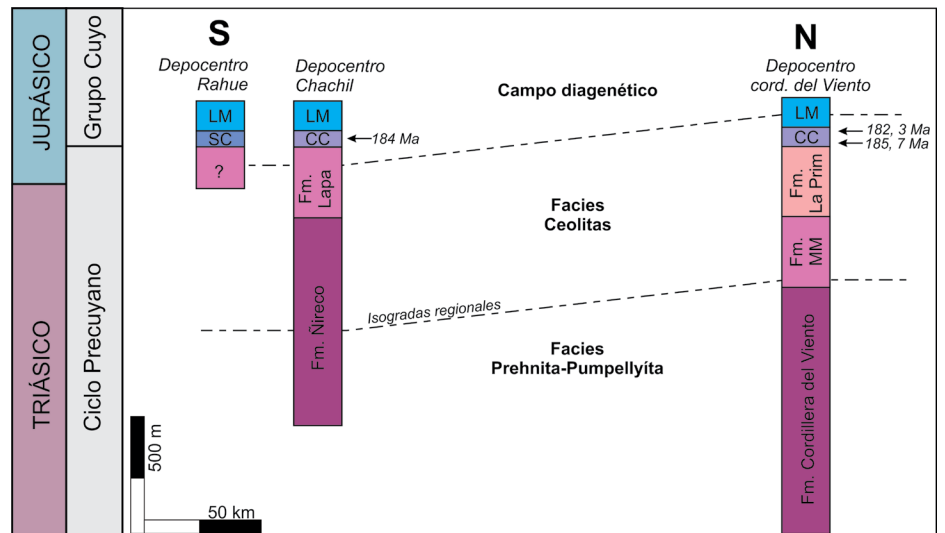 JURÁSICO
TRIÁSICO
Grupo Cuyo
Ciclo Precuyano
S
Depocentro
Rahue
LM
SC
?
Depocentro
Chachil
LM
CC
184 Ma
Fm.
Lapa
Fm. Ñireco
Campo diagenético
Facies
Ceolitas
Isogradas regionales
Facies
Prehnita-Pumpellyíta
N
Depocentro
cord. del Viento
LM
CC
182, 3 Ma
185, 7 Ma
Fm.
La Prim
Fm.
MM
Fm. Cordillera del Viento
500 m
50 km